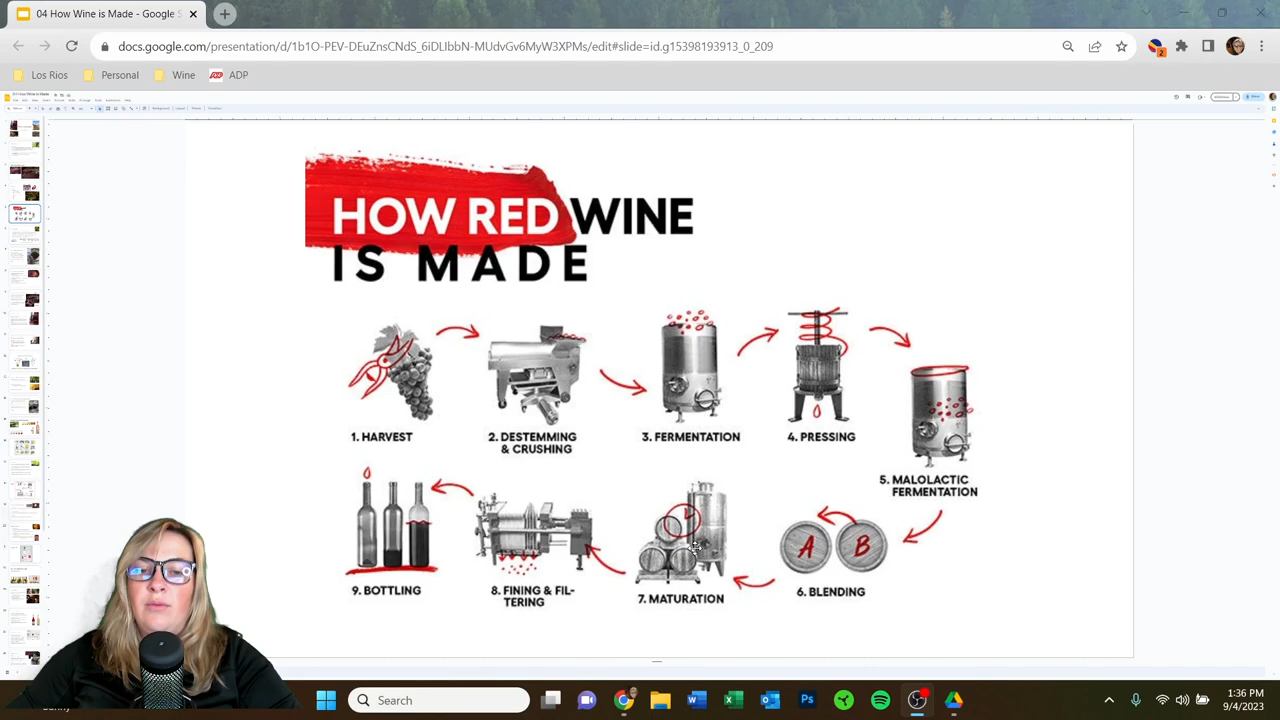 04 How Wine is Made - G
docs.google.com/presentation/d/1b1O-PEV-DEuZnsCNdS_6iDLIbbN-MUdvGv6MyW3XPMs/edit#slide=id.g15398193913_0_209
Los Rios
Personal
Wine
ADP
HOW RED WINE
IS MADE
1. HARVEST
2. DESTEMMING
& CRUSHING
3. FERMENTATION
4. PRESSING
5. MALOLACTIC
FERMENTATION
A B
9. BOTTLING
8. FINING & FIL-
TERING
7. MATURATION
6. BLENDING
Sunny
Search
1:36 PM
9/4/2023